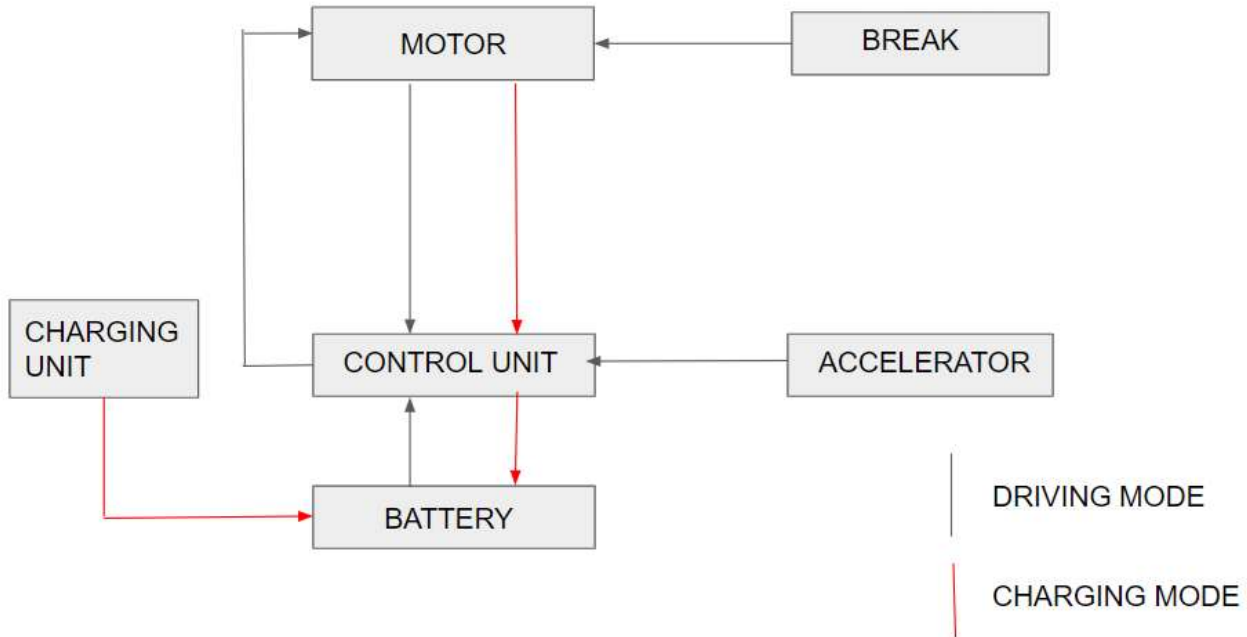 MOTOR
BREAK
CHARGING
UNIT
CONTROL UNIT
ACCELERATOR
BATTERY
DRIVING MODE
CHARGING MODE